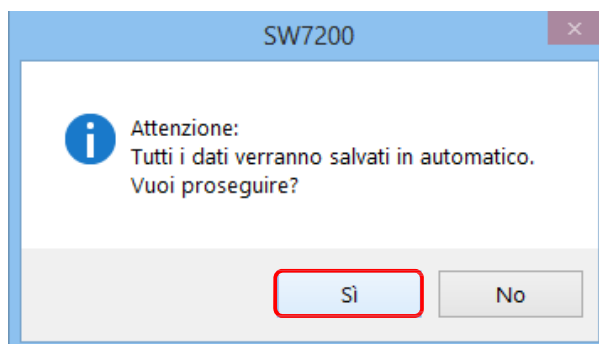 SW7200
Attenzione:
Tutti i dati verranno salvati in automatico.
Vuoi proseguire?
Sì
No